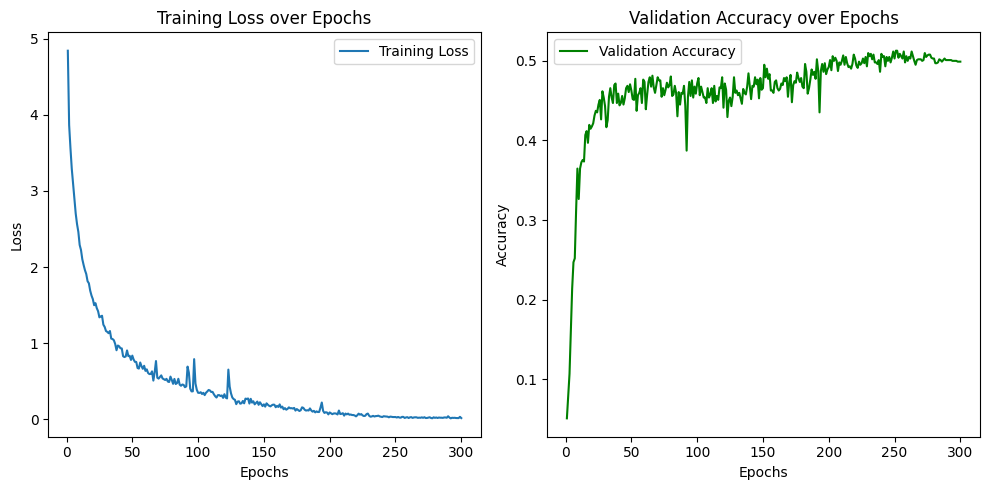 Training Loss over Epochs
Training Loss
5
4
3
2
1
0
Loss
0 50 100 150 200 250 300
Epochs
Validation Accuracy over Epochs
Validation Accuracy
0.5
0.4
0.3
0.2
0.1
Accuracy
0 50 100 150 200 250 300
Epochs